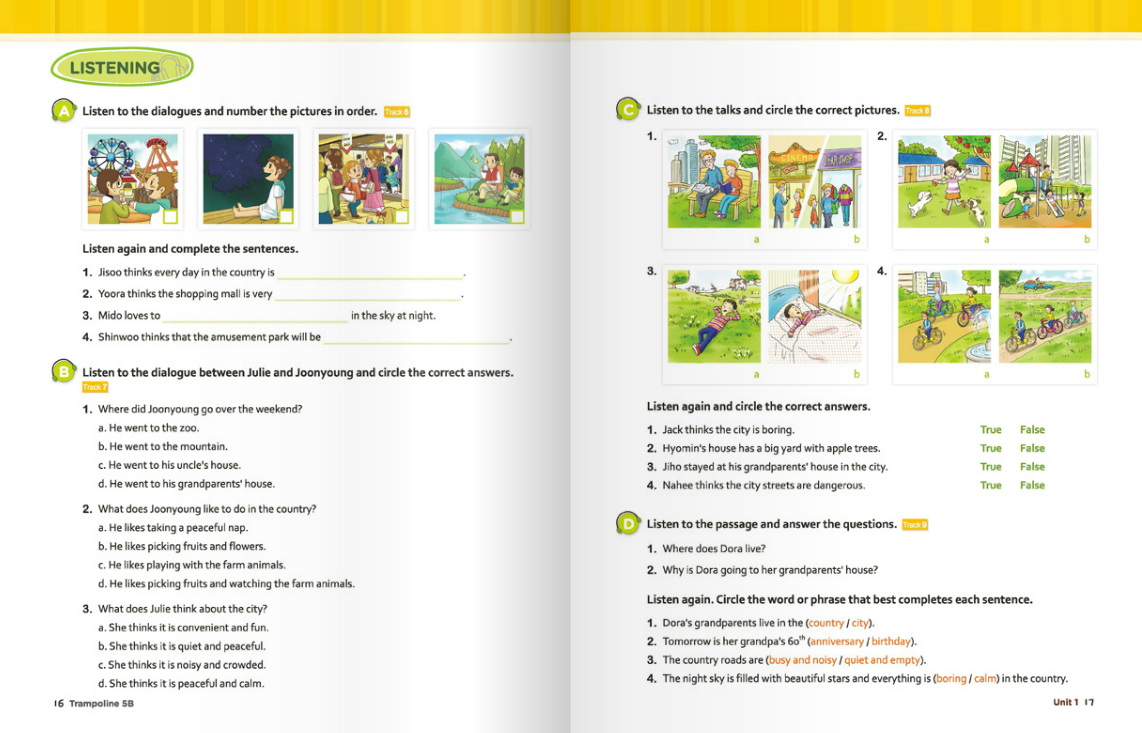 LISTENING
A Listen to the dialogues and number the pictures in order. Track 6
Listen again and complete the sentences.
1. Jisoo thinks every day in the country is .
2. Yoora thinks the shopping mall is very .
3. Mido loves to in the sky at night.
4. Shinwoo thinks that the amusement park will be .
B Listen to the dialogue between Julie and Joonyoung and circle the correct answers.
Track 7
1. Where did Joonyoung go over the weekend?
a. He went to the zoo.
b. He went to the mountain.
c. He went to his uncle's house.
d. He went to his grandparents' house.
2. What does Joonyoung like to do in the country?
a. He likes taking a peaceful nap.
b. He likes picking fruits and flowers.
c. He likes playing with the farm animals.
d. He likes picking fruits and watching the farm animals.
3. What does Julie think about the city?
a. She thinks it is convenient and fun.
b. She thinks it is quiet and peaceful.
c. She thinks it is noisy and crowded.
d. She thinks it is peaceful and calm.
16 Trampoline 5B
C Listen to the talks and circle the correct pictures. Track 8
1.
CINEMA
SHOP
a b
2.
a b
3.
a b
4.
a b
Listen again and circle the correct answers.
1. Jack thinks the city is boring. True False
2. Hyomin's house has a big yard with apple trees. True False
3. Jiho stayed at his grandparents' house in the city. True False
4. Nahee thinks the city streets are dangerous. True False
D Listen to the passage and answer the questions. Track 9
1. Where does Dora live?
2. Why is Dora going to her grandparents' house?
Listen again. Circle the word or phrase that best completes each sentence.
1. Dora's grandparents live in the (country / city).
2. Tomorrow is her grandpa's 60th (anniversary / birthday).
3. The country roads are (busy and noisy / quiet and empty).
4. The night sky is filled with beautiful stars and everything is (boring / calm) in the country.
Unit 1 17